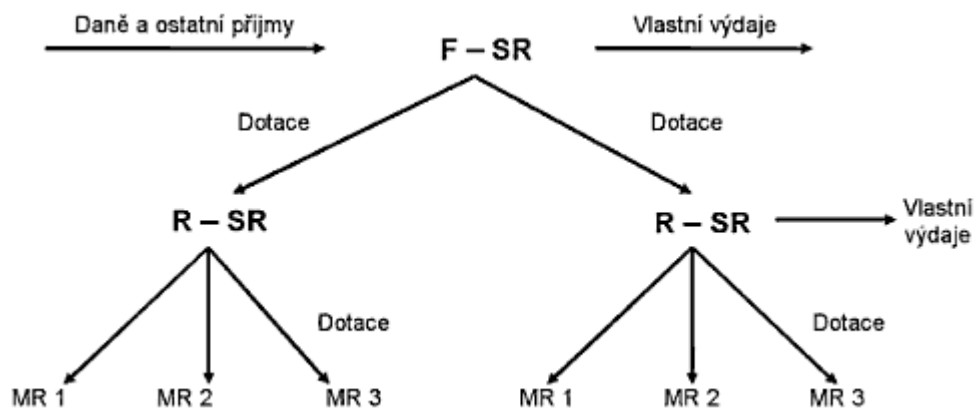 Daně a ostatní příjmy
Vlastní výdaje
F – SR
Dotace
Dotace
R – SR
R – SR
Vlastní
výdaje
Dotace
Dotace
MR 1
MR 2
MR 3
MR 1
MR 2
MR 3